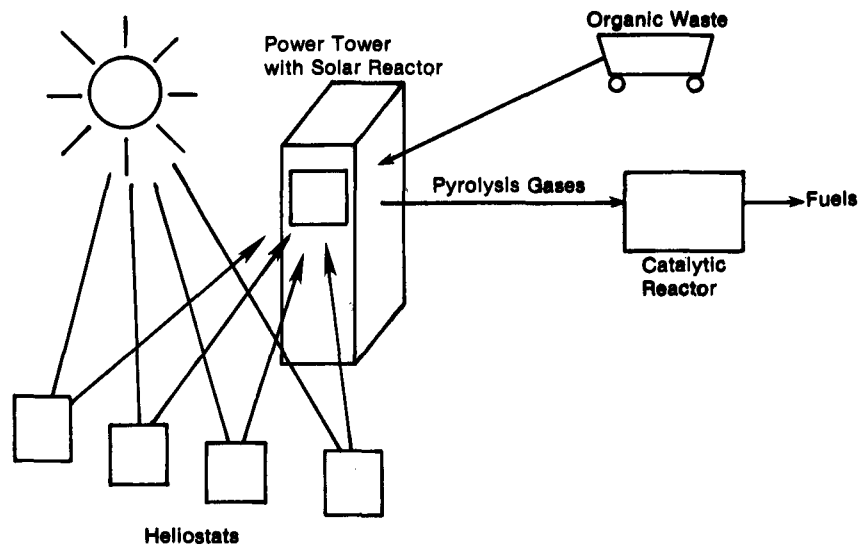 Organic Waste
Power Tower
with Solar Reactor
Pyrolysis Gases
Fuels
Catalytic
Reactor
Heliostats